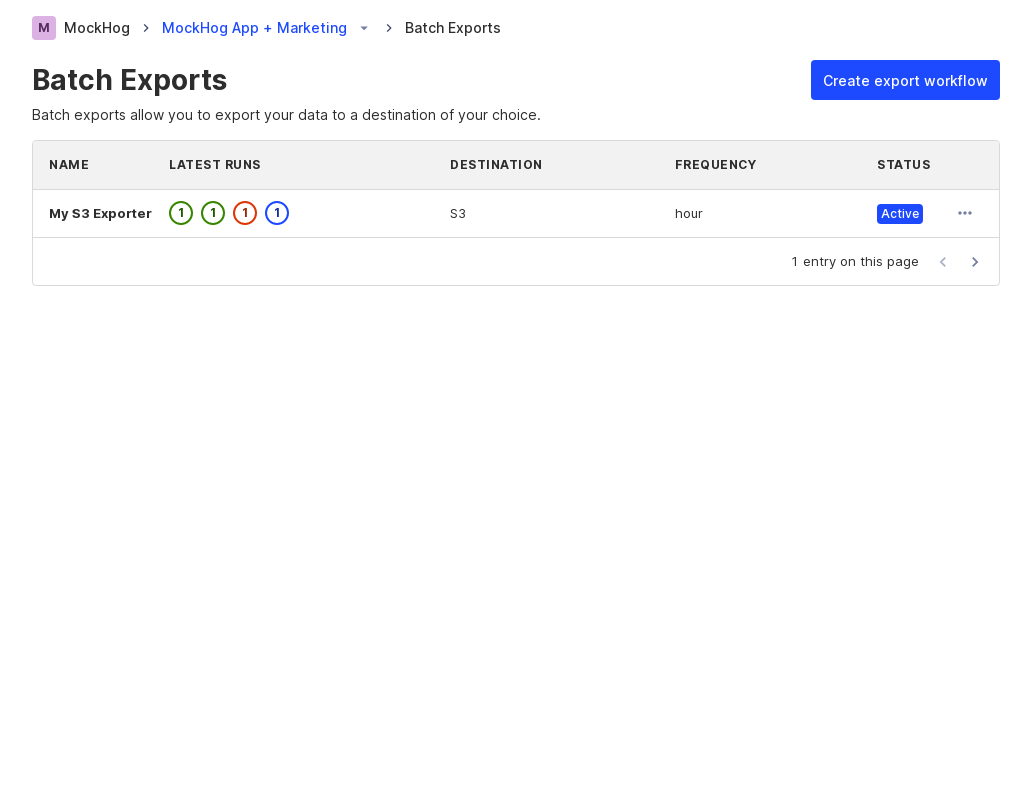 M MockHog MockHog App + Marketing Batch Exports
Batch Exports
Create export workflow
Batch exports allow you to export your data to a destination of your choice.
NAME LATEST RUNS DESTINATION FREQUENCY STATUS
My S3 Exporter 1 1 1 1 S3 hour Active
1 entry on this page